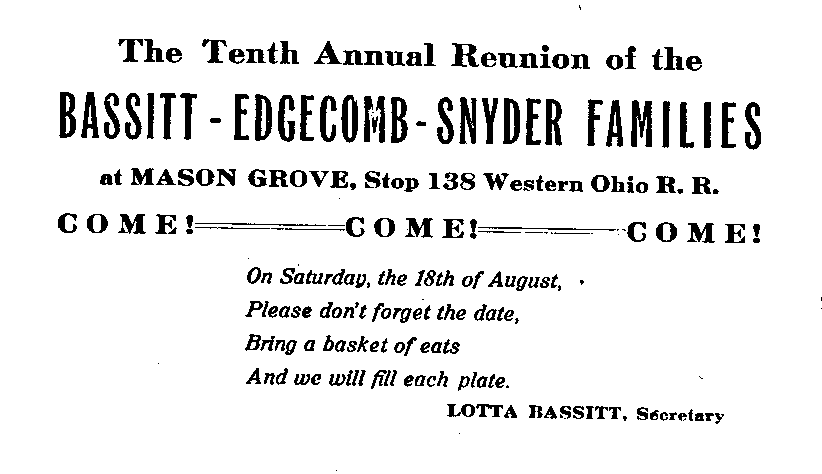 The Tenth Annual Reunion of the
BASSITT - EDGECOMB - SNYDER FAMILIES
at MASON GROVE, Stop 138 Western Ohio R. R.
COME! COME! COME!
On Saturday, the 18th of August,
Please don't forget the date,
Bring a basket of eats
And we will fill each plate.
LOTTA BASSITT, Secretary